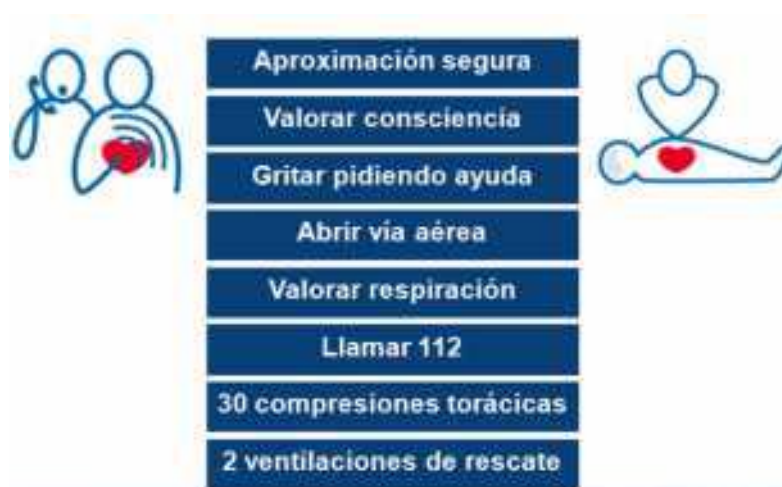 Aproximación segura
Valorar consciencia
Gritar pidiendo ayuda
Abrir vía aérea
Valorar respiración
Llamar 112
30 compresiones torácicas
2 ventilaciones de rescate